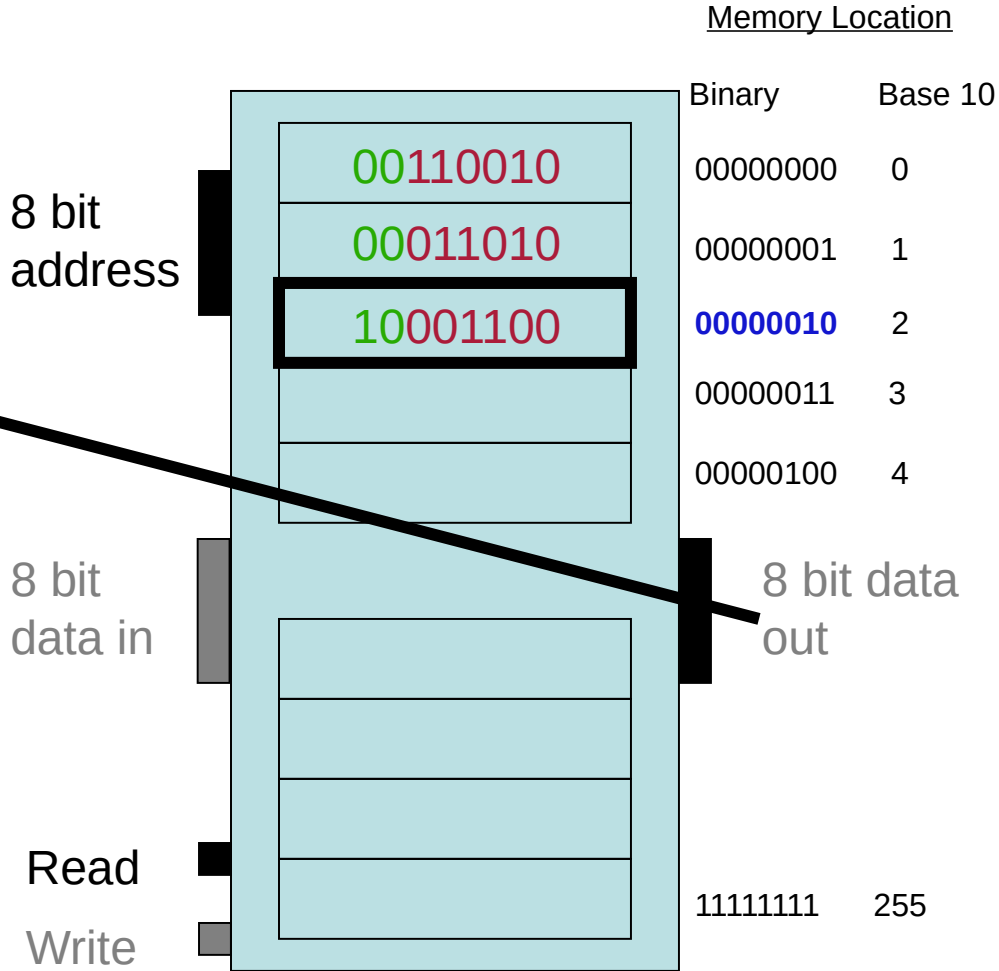 Memory Location
Binary Base 10
00110010 00000000 0
8 bit
address
00011010 00000001 1
10001100 00000010 2
00000011 3
00000100 4
8 bit
data in
8 bit data
out
Read
11111111 255
Write